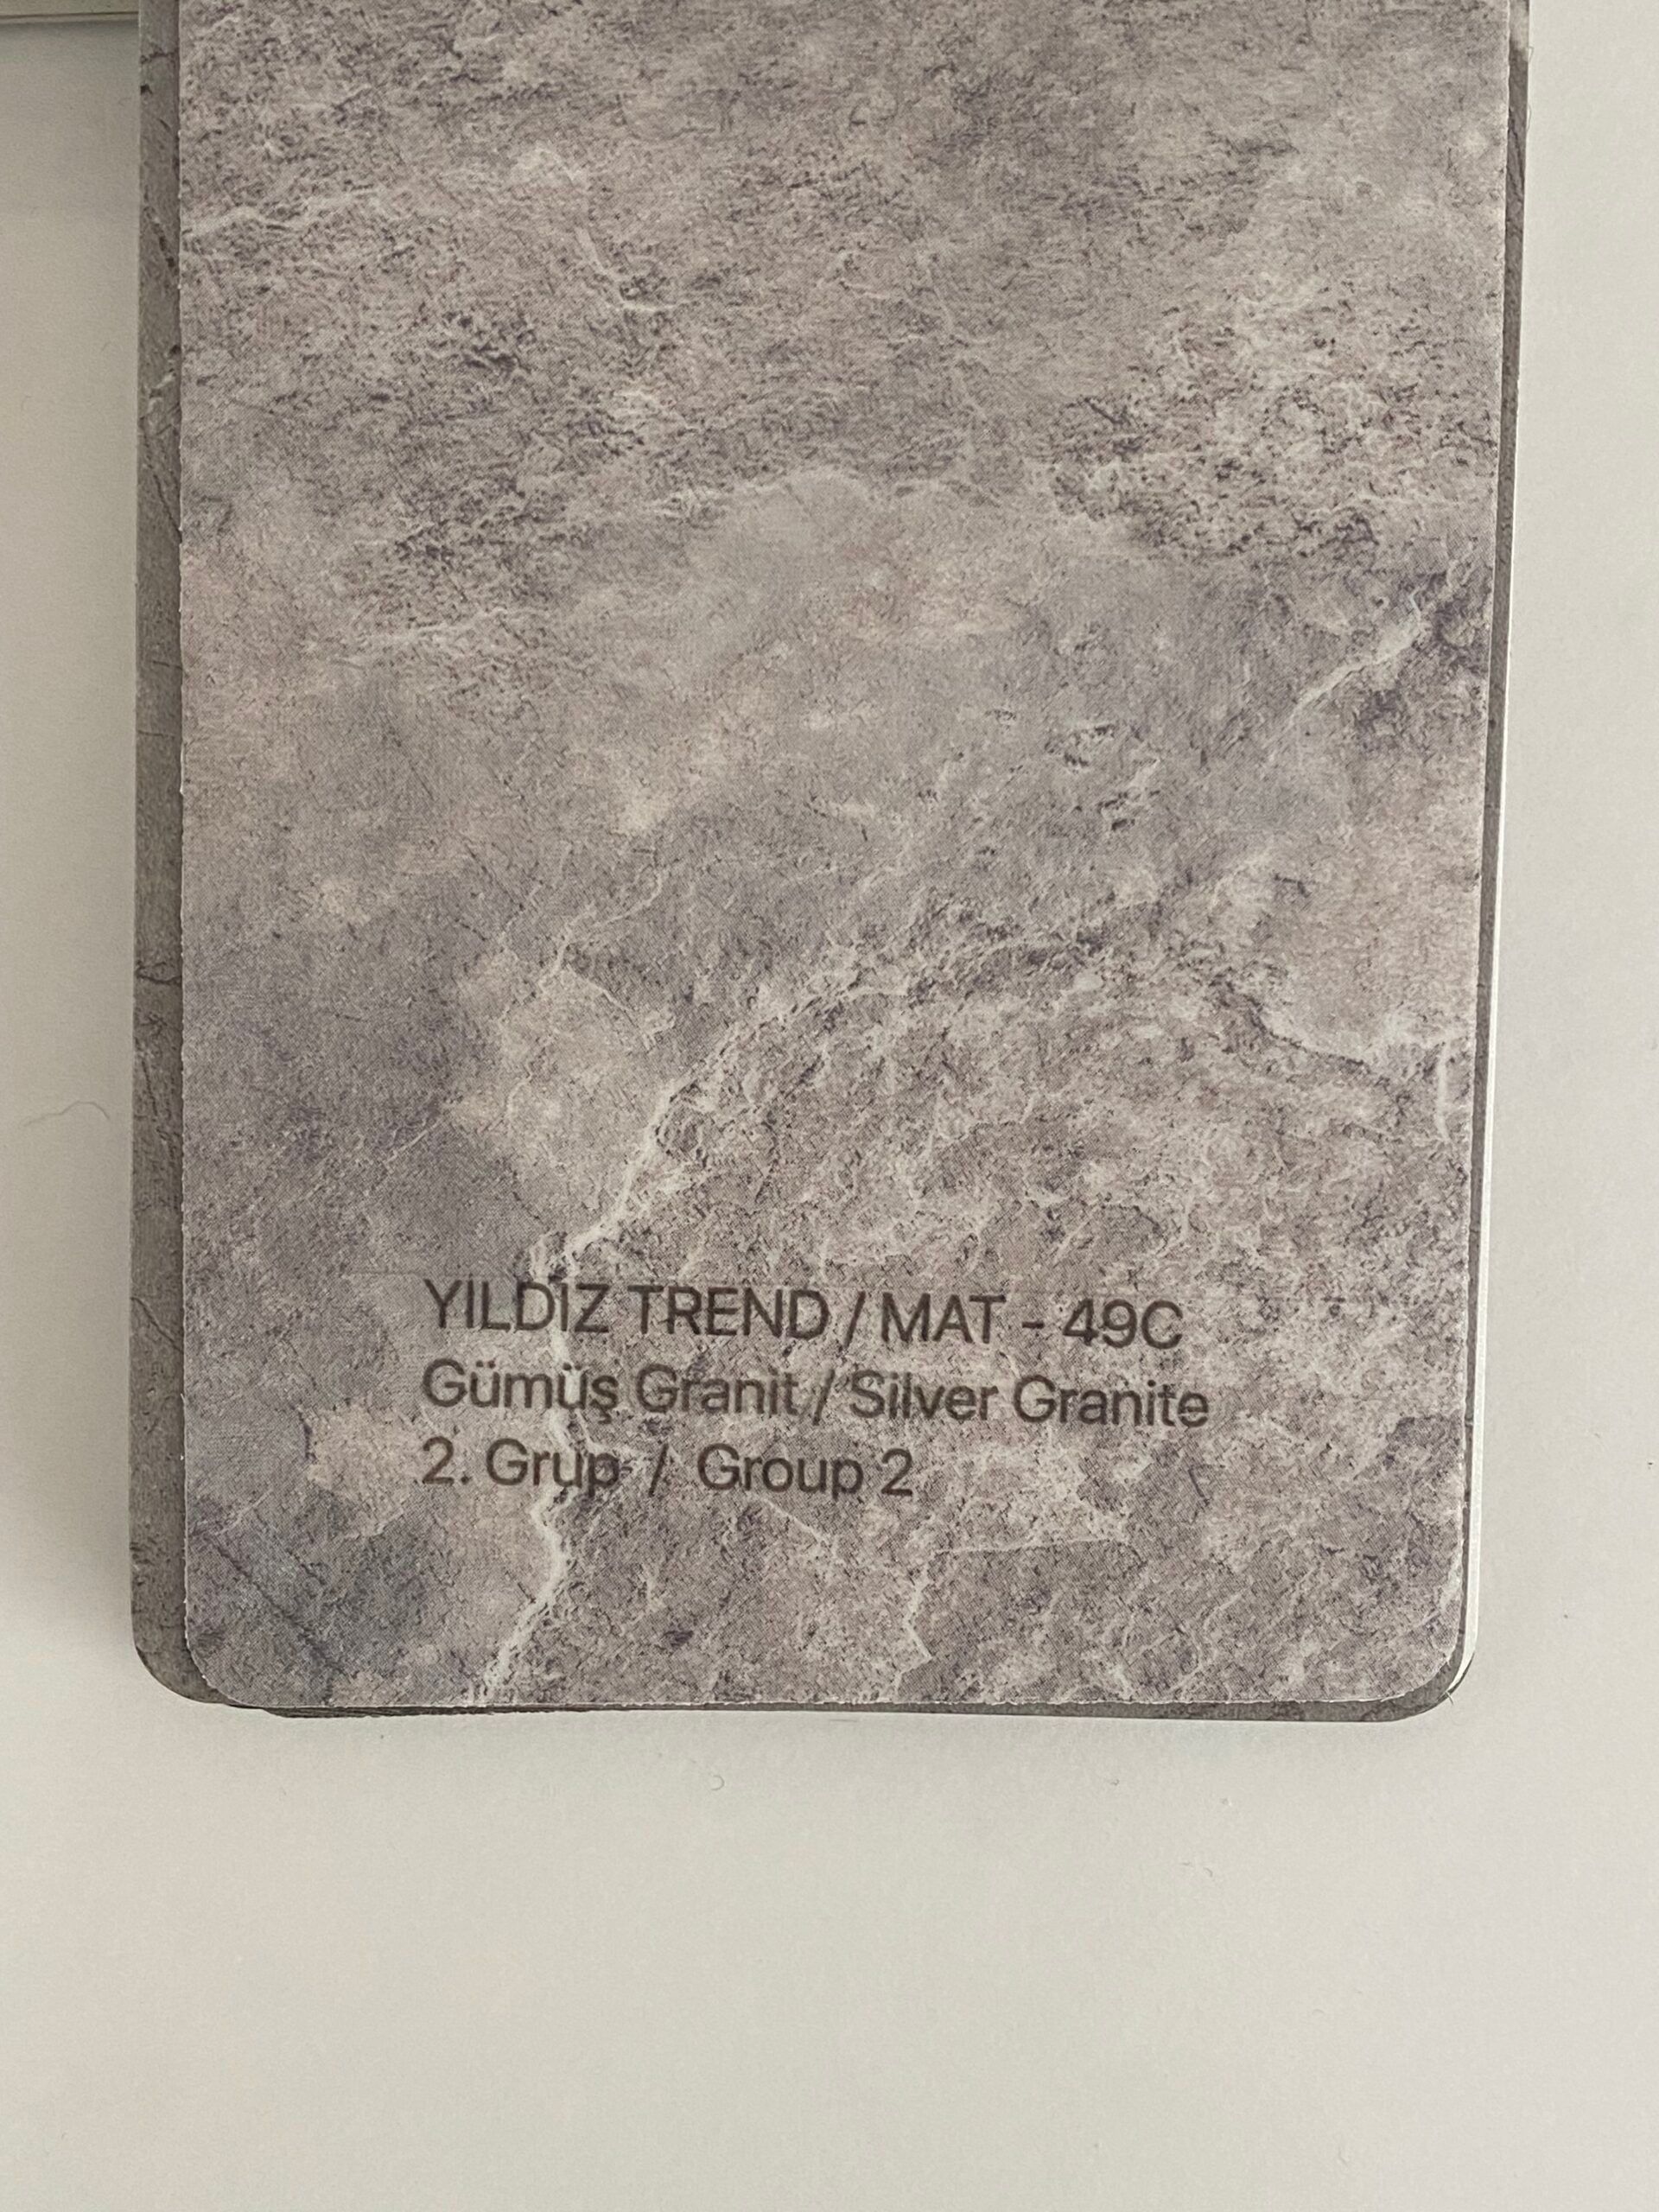 YILDIZ TREND / MAT - 49C
Gümüş Granit / Silver Granite
2. Grup / Group 2